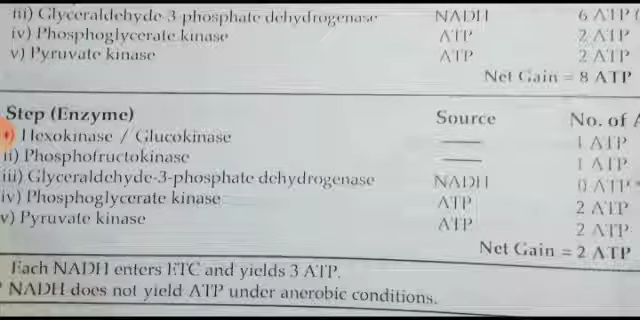 iii) Glyceraldehyde-3-phosphate dehydrogenase NADH 6 ATP
iv) Phosphoglycerate kinase ATP 2 ATP
v) Pyruvate kinase ATP 2 ATP
Net Gain = 8 ATP
Step (Enzyme) Source No. of
i) Hexokinase / Glucokinase — 1 ATP
ii) Phosphofructokinase — 1 ATP
iii) Glyceraldehyde-3-phosphate dehydrogenase NADH 0 ATP
iv) Phosphoglycerate kinase ATP 2 ATP
v) Pyruvate kinase ATP 2 ATP
Net Gain = 2 ATP
Each NADH enters ETC and yields 3 ATP.
NADH does not yield ATP under anerobic conditions.